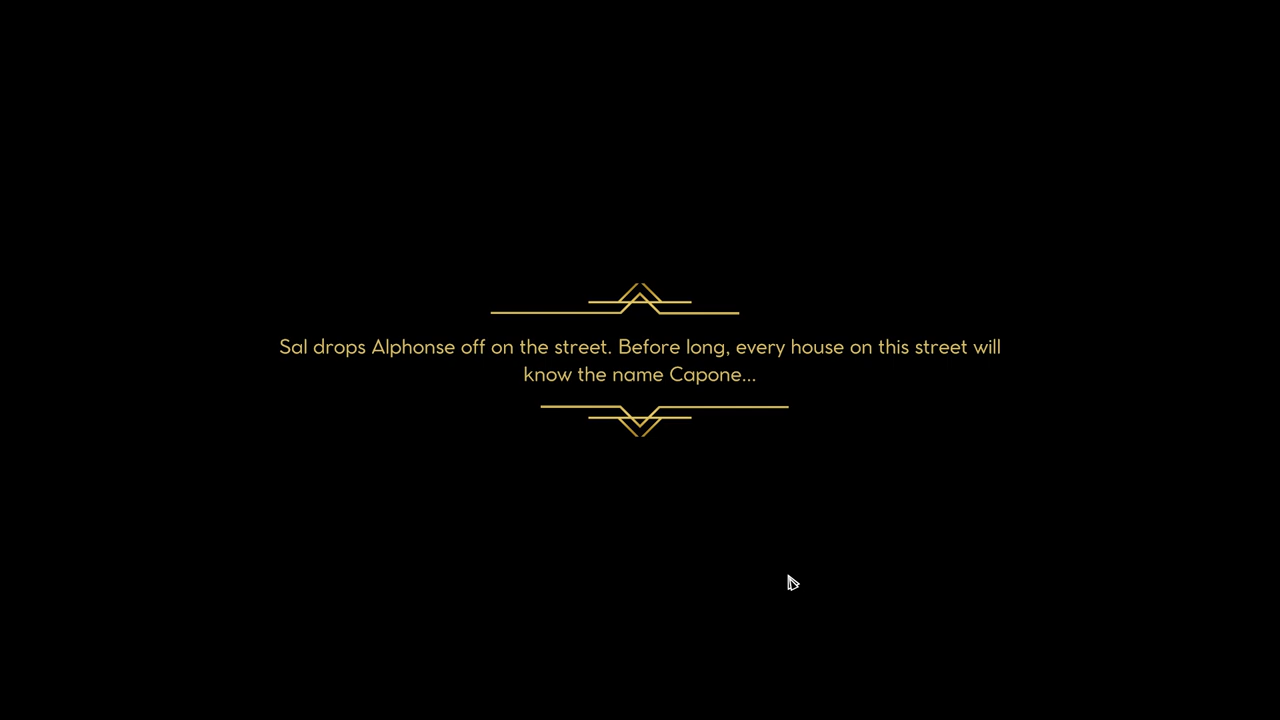 Sal drops Alphonse off on the street. Before long, every house on this street will
know the name Capone...